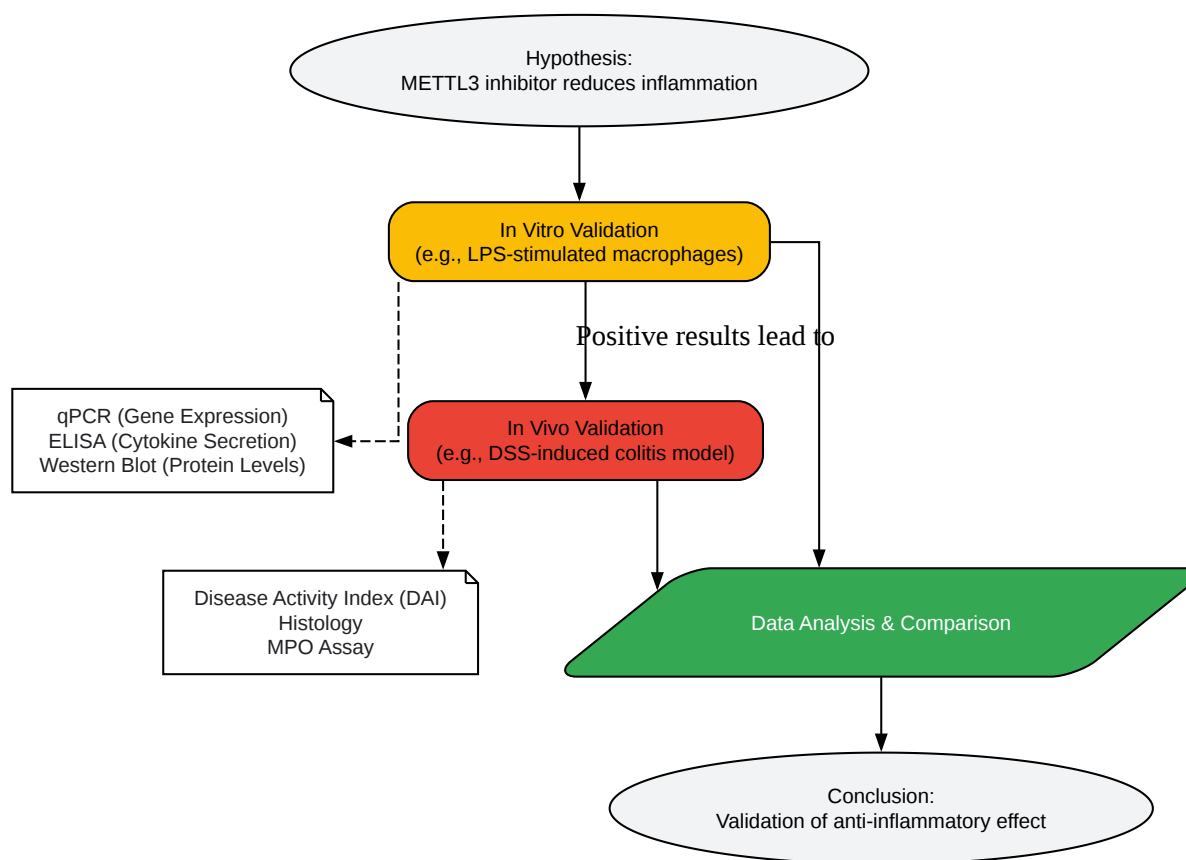 Hypothesis:
METTL3 inhibitor reduces inflammation
In Vitro Validation
(e.g., LPS-stimulated macrophages)
Positive results lead to
qPCR (Gene Expression)
ELISA (Cytokine Secretion)
Western Blot (Protein Levels)
In Vivo Validation
(e.g., DSS-induced colitis model)
Disease Activity Index (DAI)
Histology
MPO Assay
Data Analysis & Comparison
Conclusion:
Validation of anti-inflammatory effect